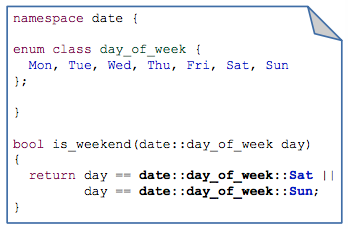 namespace date {
enum class day_of_week {
  Mon, Tue, Wed, Thu, Fri, Sat, Sun
};
}
bool is_weekend(date::day_of_week day)
{
  return day == date::day_of_week::Sat ||
         day == date::day_of_week::Sun;
}